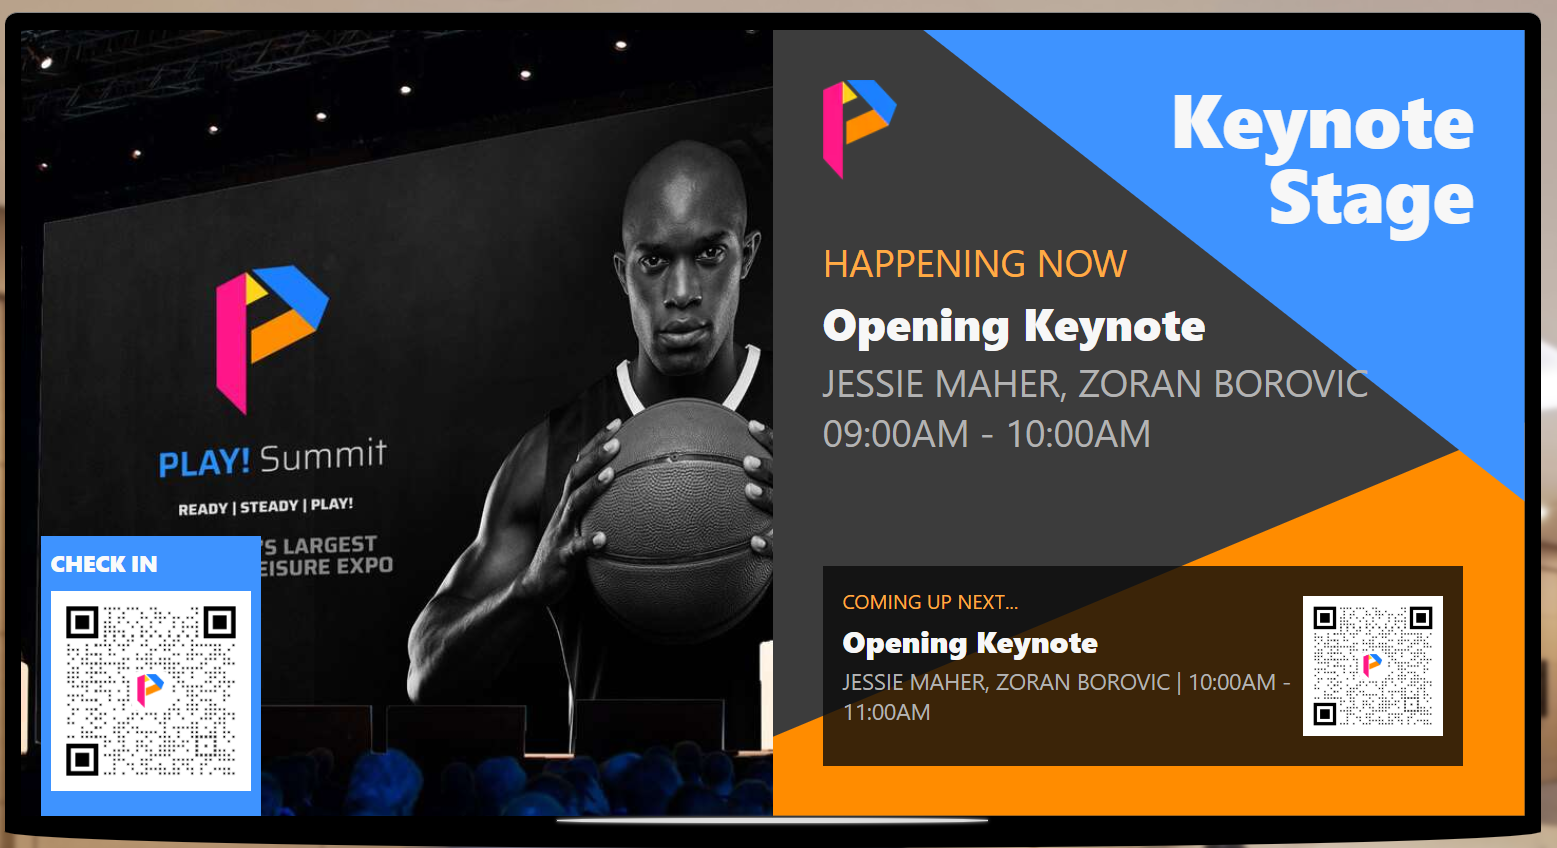 PLAY! Summit
READY | STEADY | PLAY!
'S LARGEST
EISURE EXPO
CHECK IN
Keynote
Stage
HAPPENING NOW
Opening Keynote
JESSIE MAHER, ZORAN BOROVIC
09:00AM - 10:00AM
COMING UP NEXT...
Opening Keynote
JESSIE MAHER, ZORAN BOROVIC | 10:00AM -
11:00AM